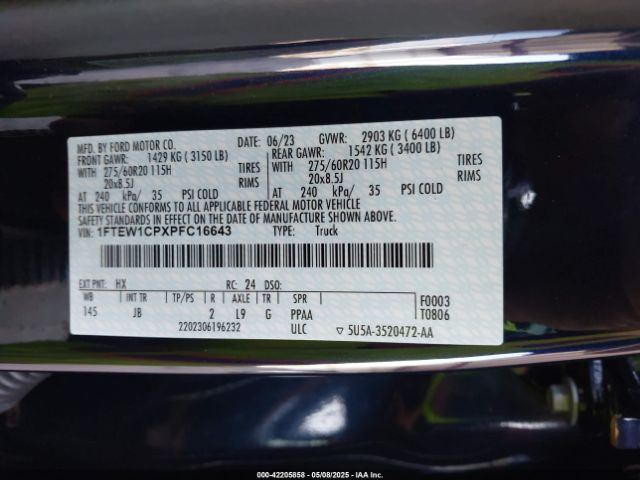 MFD. BY FORD MOTOR CO. DATE: 06/23 GVWR: 2903 KG ( 6400 LB)
FRONT GAWR: 1429 KG ( 3150 LB) REAR GAWR: 1542 KG ( 3400 LB)
WITH 275/60R20 115H TIRES WITH 275/60R20 115H TIRES
20x8.5J RIMS 20x8.5J RIMS
AT 240 kPa/ 35 PSI COLD AT 240 kPa/ 35 PSI COLD
THIS VEHICLE CONFORMS TO ALL APPLICABLE FEDERAL MOTOR VEHICLE
SAFETY AND THEFT PREVENTION STANDARDS IN EFFECT ON THE DATE OF MANUFACTURE SHOWN ABOVE.
VIN: 1FTEW1CPXPFC16643 TYPE: Truck
EXT PNT: HX RC: 24 DSO: F0003
WB INT TR TP/PS R AXLE TR SPR T0806
145 JB 2 L9 G PPAA
2202306196232 ULC 5U5A-3520472-AA
000-42205858 - 05/08/2025 - IAA Inc.